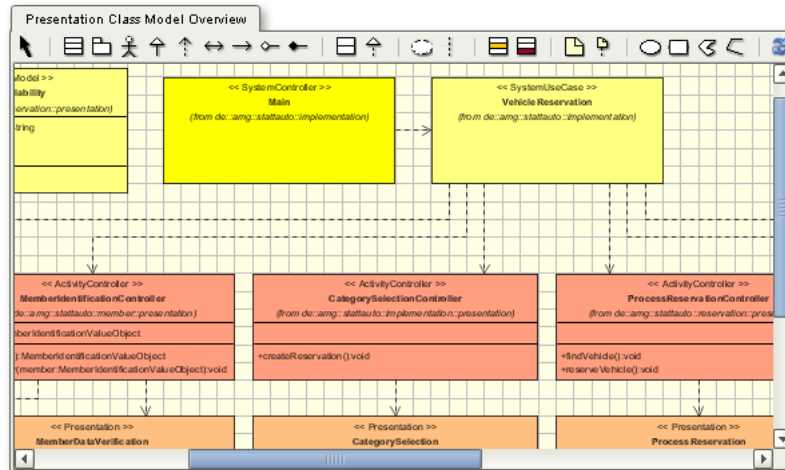 Presentation Class Model Overview
Model >>
lability
ervation::presentation)
string
<< SystemController >>
Main
(from de::amg::stattauto::implementation)
<< SystemUseCase >>
VehicleReservation
(from de::amg::stattauto::implementation)
<< ActivityController >>
MemberIdentificationController
de::amg::stattauto::member::presentation)
mberIdentificationValueObject
():MemberIdentificationValueObject
r(member:MemberIdentificationValueObject):void
<< ActivityController >>
CategorySelectionController
(from de::amg::stattauto::implementation::presentation)
+createReservation():void
<< ActivityController >>
ProcessReservationController
(from de::amg::stattauto::reservation::prese
+findVehicle():void
+reserveVehicle():void
<< Presentation >>
MemberDataVerification
<< Presentation >>
CategorySelection
<< Presentation >>
ProcessReservation